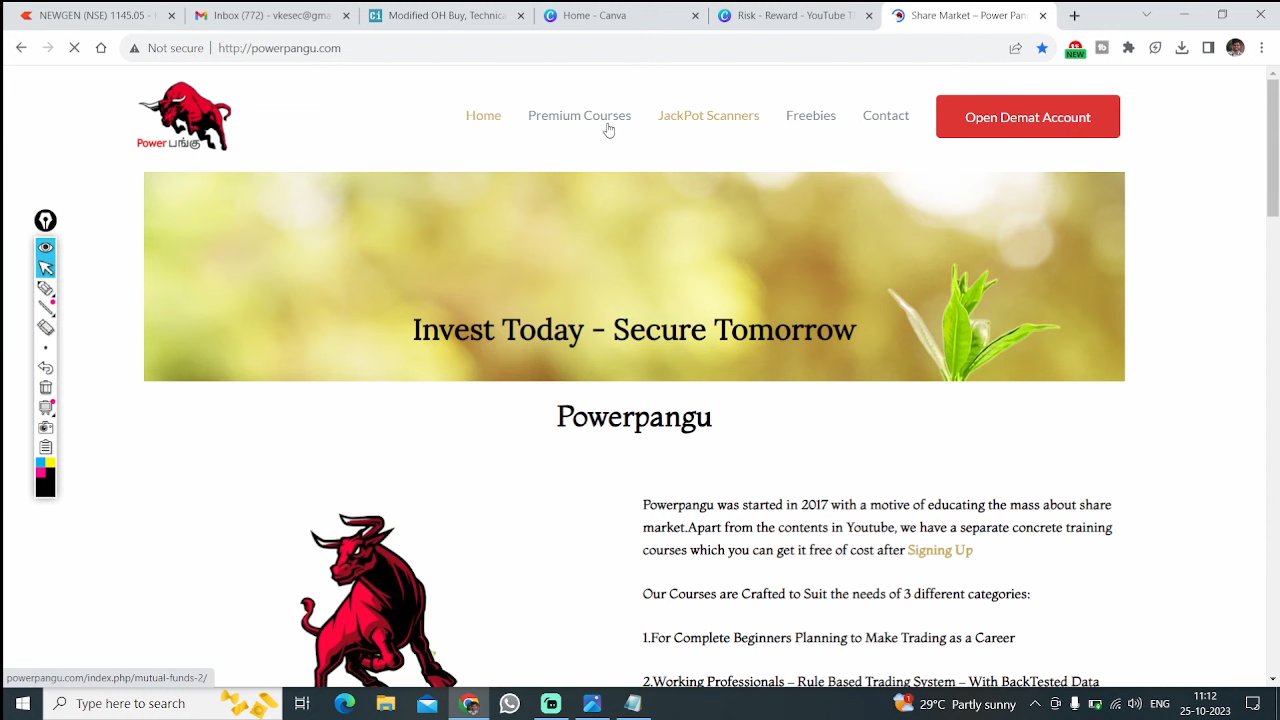 NEWGEN (NSE) 1145.05
Inbox (772) - vkesec@gma
Modified OH Buy, Technica
Home - Canva
Risk - Reward - YouTube T
Share Market – Power Pan
Not secure | http://powerpangu.com
NEW
Power பங்கு
Home
Premium Courses
JackPot Scanners
Freebies
Contact
Open Demat Account
Invest Today - Secure Tomorrow
Powerpangu
Powerpangu was started in 2017 with a motive of educating the mass about share
market.Apart from the contents in Youtube, we have a separate concrete training
courses which you can get it free of cost after Signing Up
Our Courses are Crafted to Suit the needs of 3 different categories:
1.For Complete Beginners Planning to Make Trading as a Career
2.Working Professionals – Rule Based Trading System – With BackTested Data
powerpangu.com/index.php/mutual-funds-2/
Type here to search
29°C Partly sunny
11:12
25-10-2023